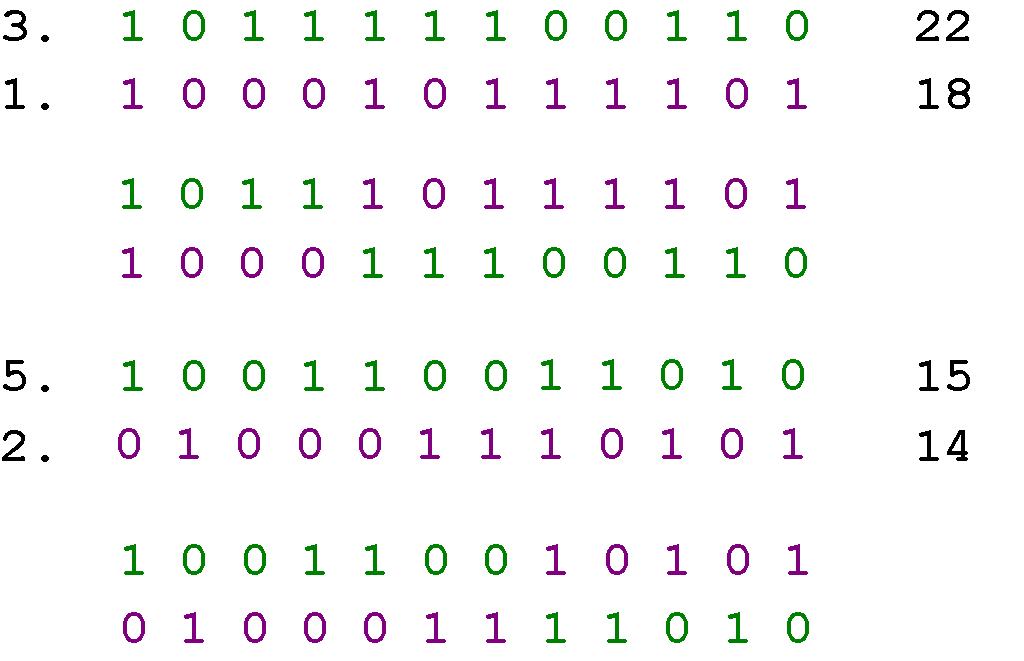 3. 1 0 1 1 1 1 1 0 0 1 1 0 22
1. 1 0 0 0 1 0 1 1 1 1 0 1 18
1 0 1 1 1 0 1 1 1 1 0 1
1 0 0 0 1 1 1 0 0 1 1 0
5. 1 0 0 1 1 0 0 1 1 0 1 0 15
2. 0 1 0 0 0 1 1 1 0 1 0 1 14
1 0 0 1 1 0 0 1 0 1 0 1
0 1 0 0 0 1 1 1 1 0 1 0